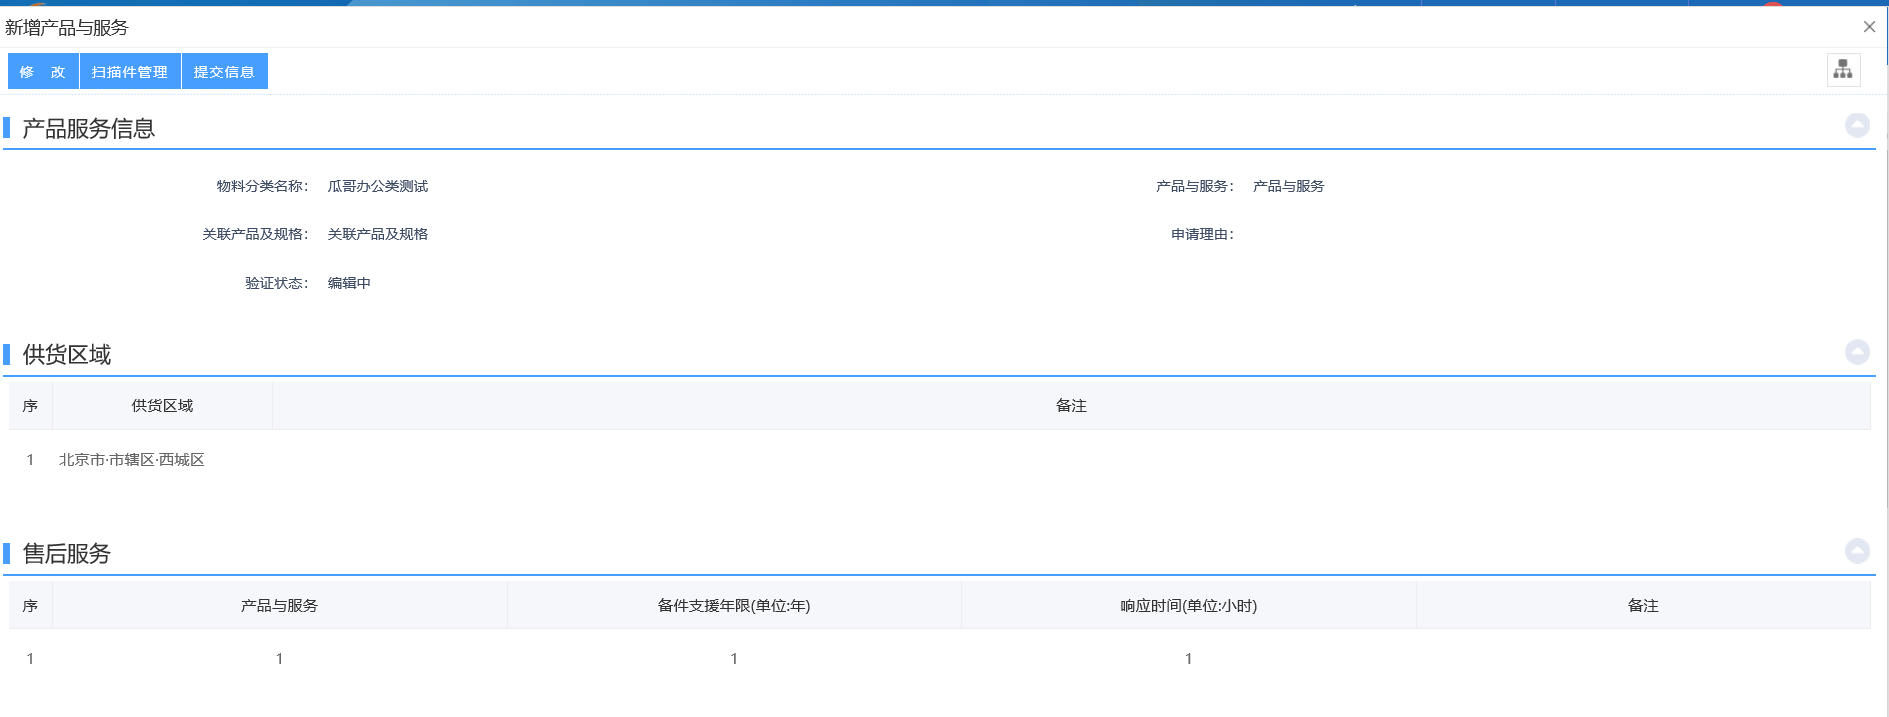 新增产品与服务
修 改 扫描件管理 提交信息
产品服务信息
物料分类名称： 瓜哥办公类测试 产品与服务： 产品与服务
关联产品及规格： 关联产品及规格 申请理由：
验证状态： 编辑中
供货区域
序 供货区域 备注
1 北京市·市辖区·西城区
售后服务
序 产品与服务 备件支援年限(单位:年) 响应时间(单位:小时) 备注
1 1 1 1